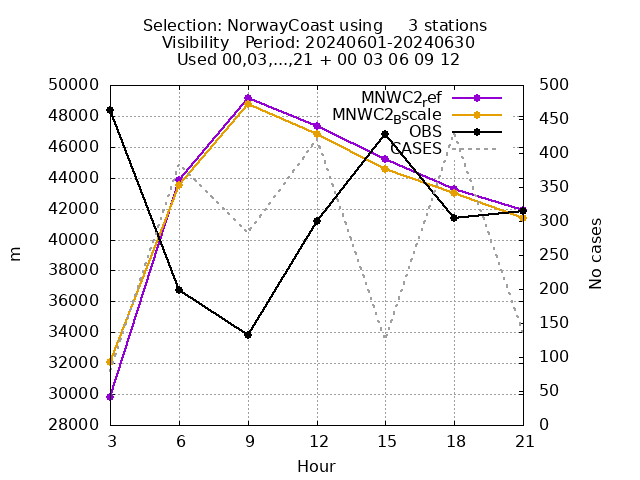 Selection: NorwayCoast using     3 stations
Visibility   Period: 20240601-20240630
Used 00,03,...,21 + 00 03 06 09 12
50000
48000
46000
44000
42000
40000
38000
36000
34000
32000
30000
28000
500
450
400
350
300
250
200
150
100
50
0
MNWC2_ref
MNWC2_Bscale
OBS
CASES
m
No cases
3 6 9 12 15 18 21
Hour